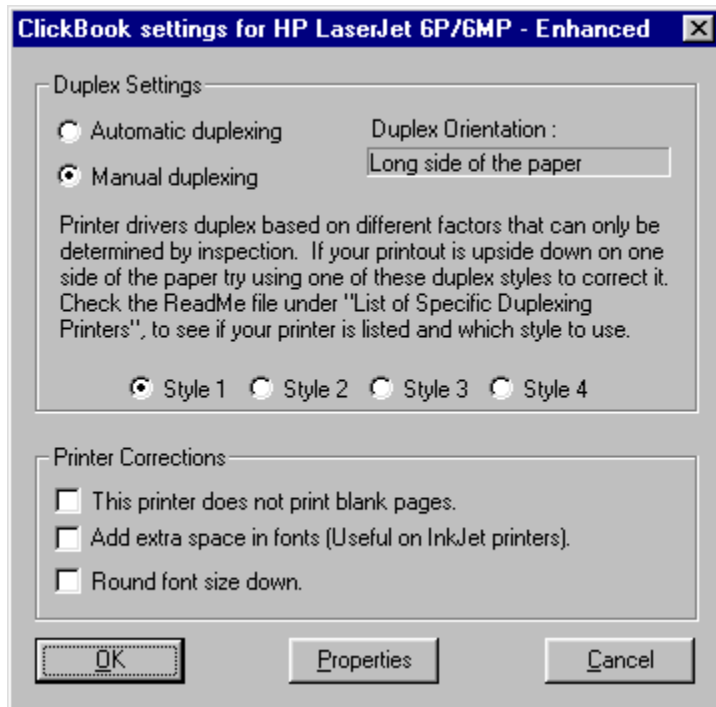 ClickBook settings for HP LaserJet 6P/6MP - Enhanced
Duplex Settings
Automatic duplexing
Manual duplexing
Duplex Orientation :
Long side of the paper
Printer drivers duplex based on different factors that can only be
determined by inspection.  If your printout is upside down on one
side of the paper try using one of these duplex styles to correct it.
Check the ReadMe file under "List of Specific Duplexing
Printers", to see if your printer is listed and which style to use.
Style 1 Style 2 Style 3 Style 4
Printer Corrections
This printer does not print blank pages.
Add extra space in fonts (Useful on InkJet printers).
Round font size down.
OK Properties Cancel